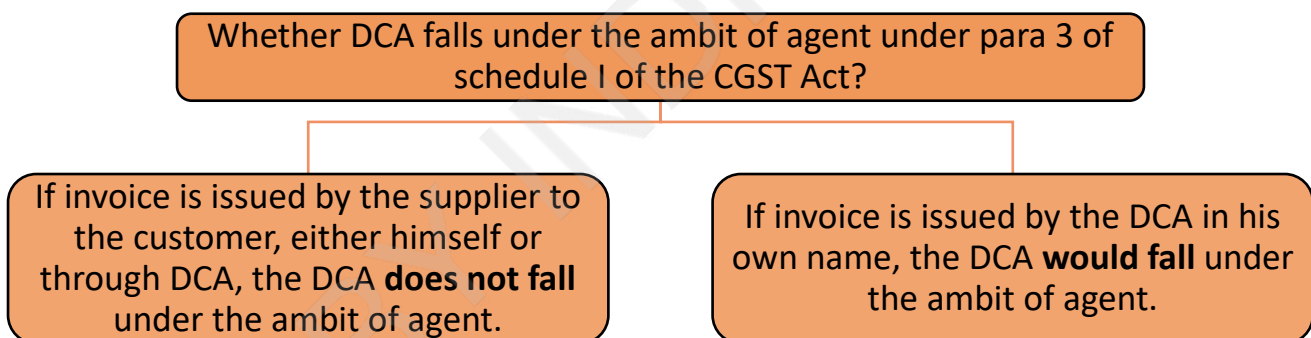 Whether DCA falls under the ambit of agent under para 3 of
schedule I of the CGST Act?
If invoice is issued by the supplier to
the customer, either himself or
through DCA, the DCA does not fall
under the ambit of agent.
If invoice is issued by the DCA in his
own name, the DCA would fall under
the ambit of agent.